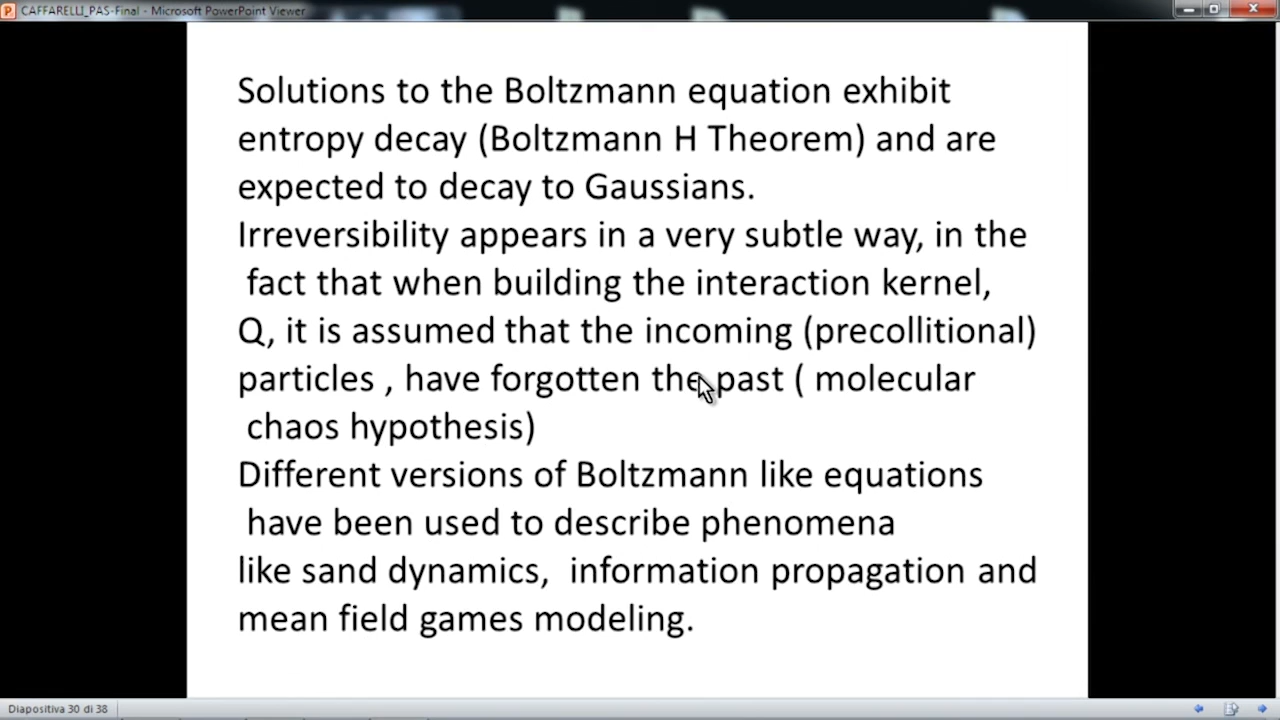 CAFFARELLI_PAS-Final - Microsoft PowerPoint Viewer
Solutions to the Boltzmann equation exhibit
entropy decay (Boltzmann H Theorem) and are
expected to decay to Gaussians.
Irreversibility appears in a very subtle way, in the
fact that when building the interaction kernel,
Q, it is assumed that the incoming (precollitional)
particles , have forgotten the past ( molecular
chaos hypothesis)
Different versions of Boltzmann like equations
have been used to describe phenomena
like sand dynamics, information propagation and
mean field games modeling.
Diapositiva 30 di 38